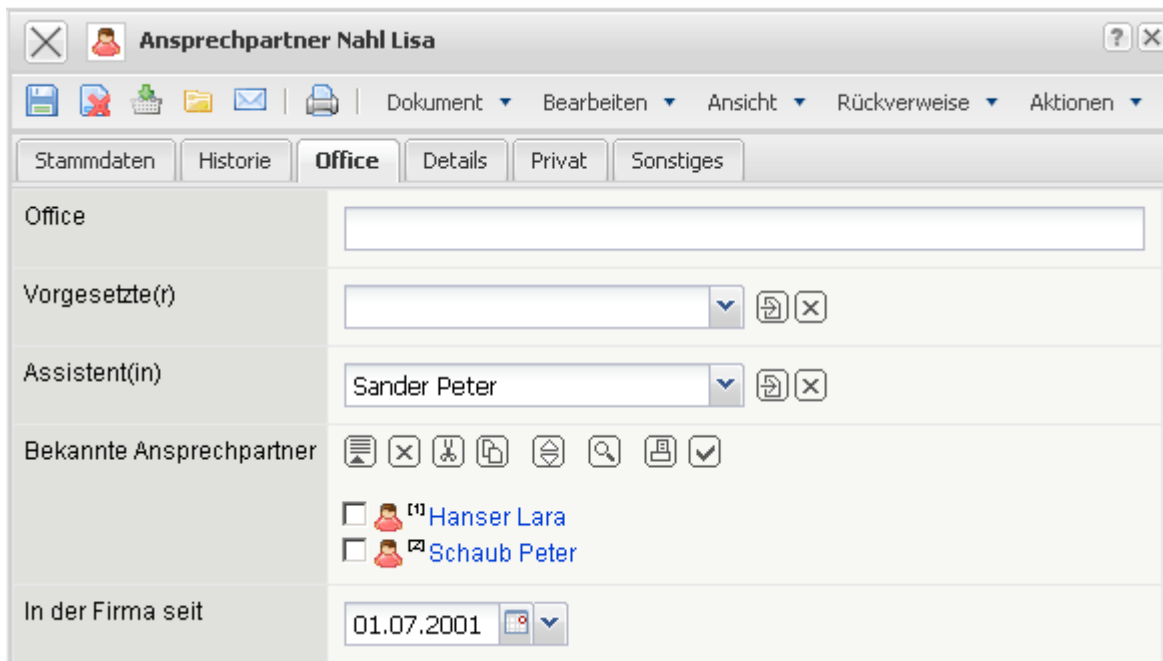 Ansprechpartner Nahl Lisa
Dokument Bearbeiten Ansicht Rückverweise Aktionen
Stammdaten Historie Office Details Privat Sonstiges
Office
Vorgesetzte(r)
Assistent(in) Sander Peter
Bekannte Ansprechpartner
[1] Hanser Lara
[2] Schaub Peter
In der Firma seit 01.07.2001